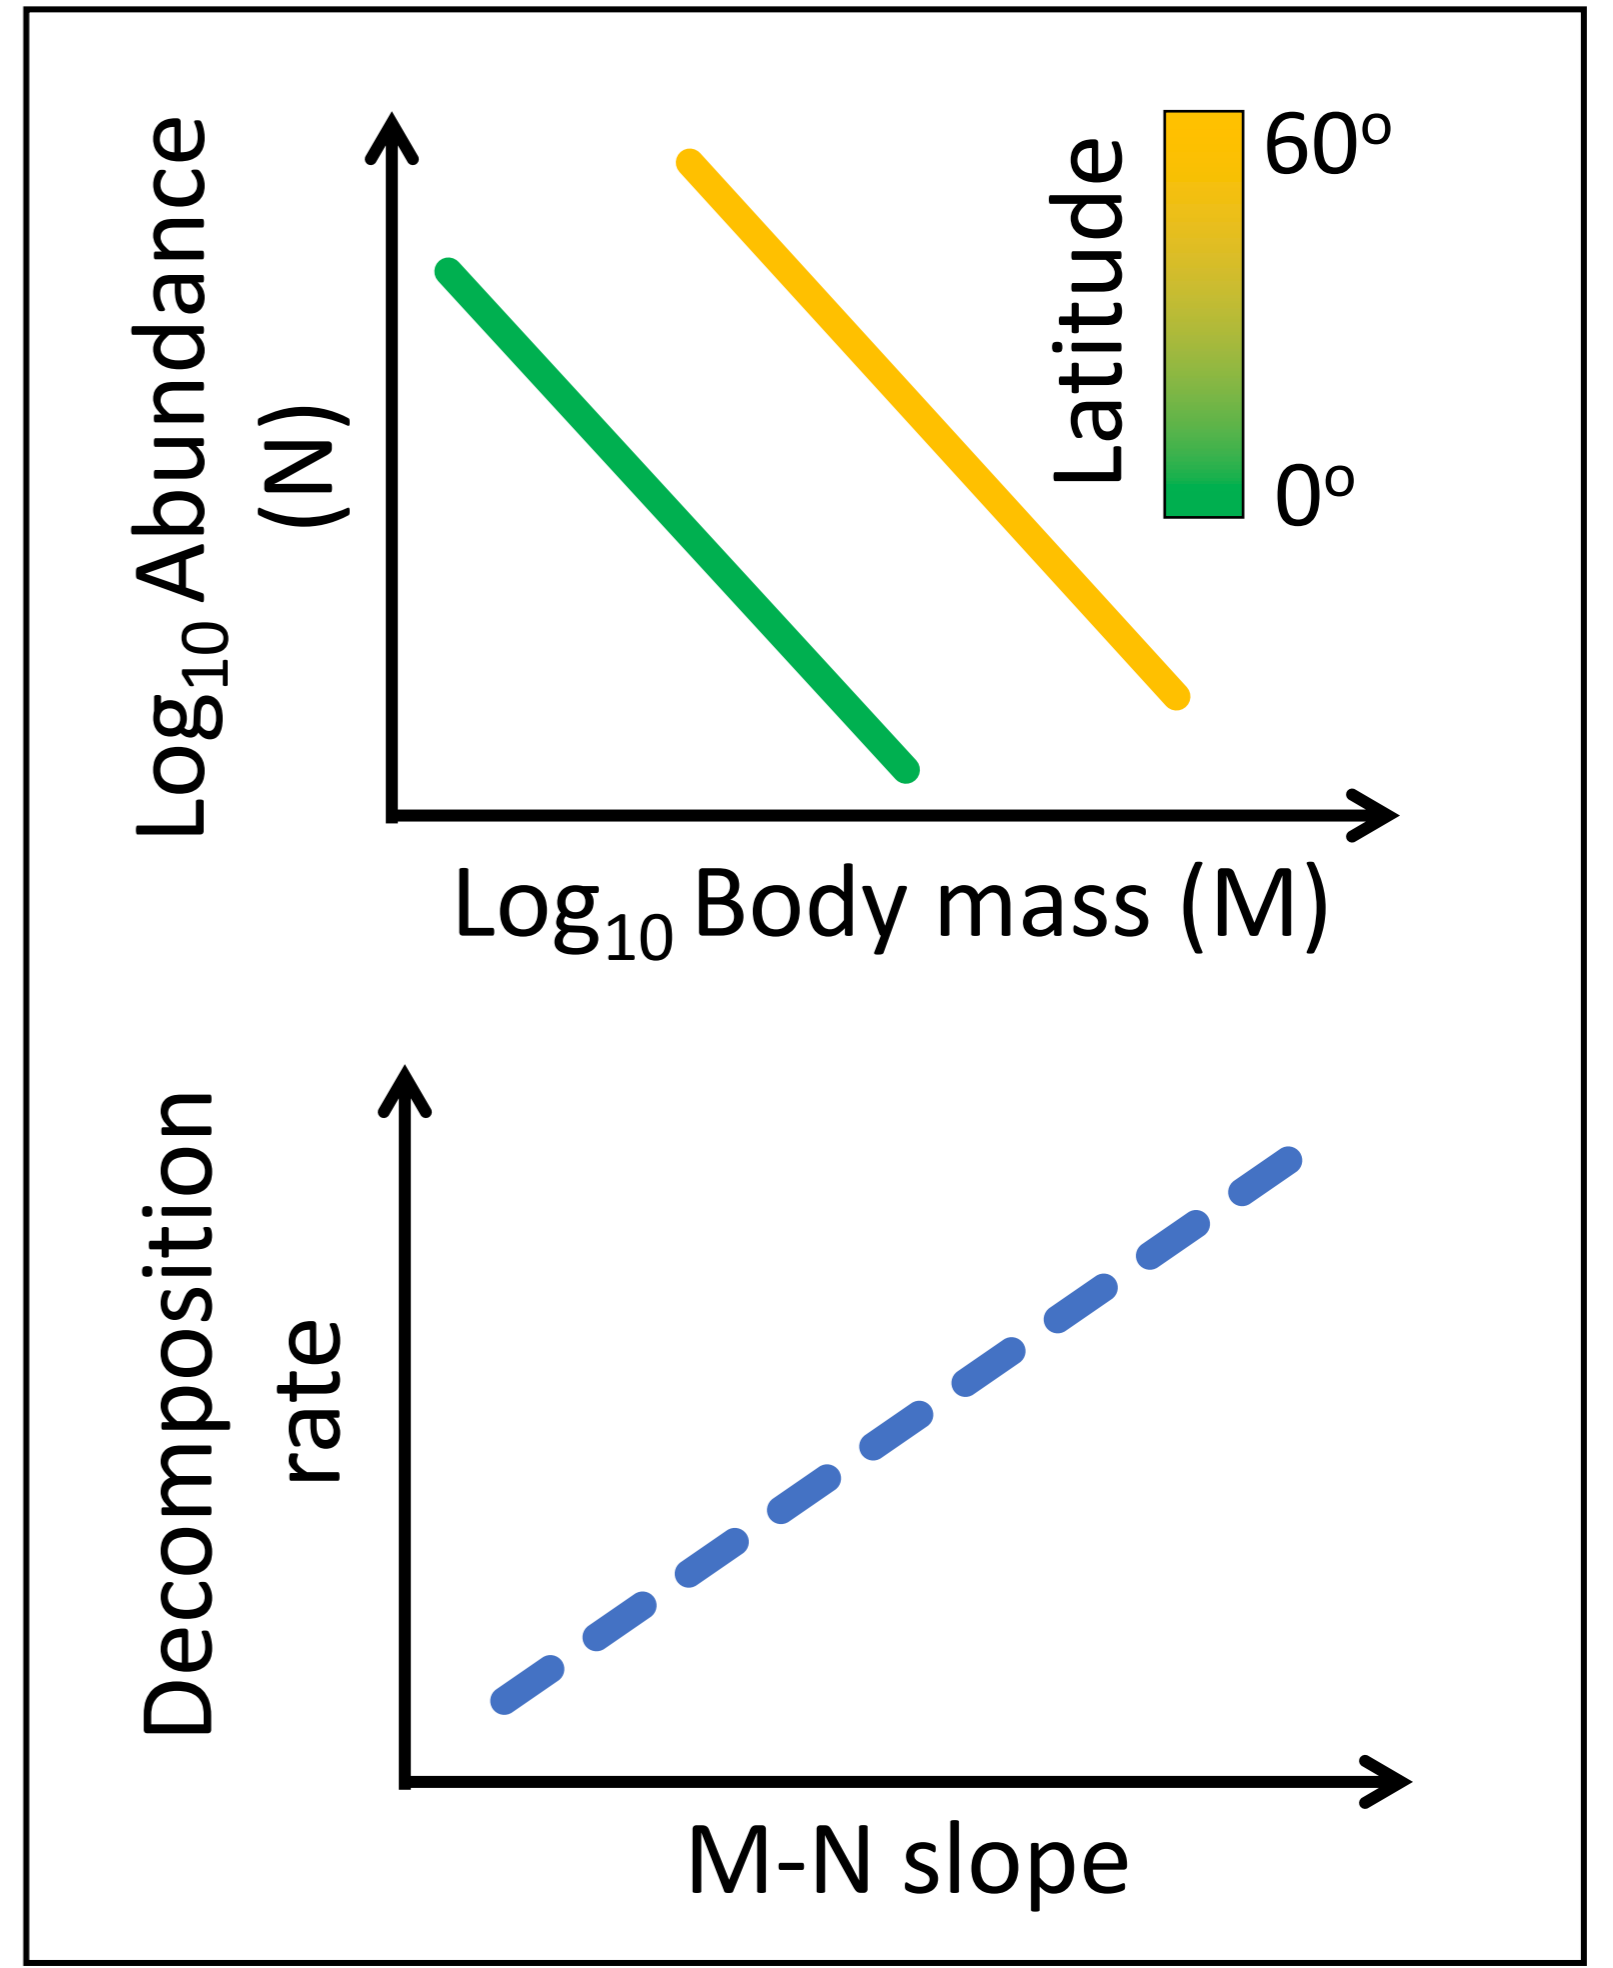 Log10 Abundance
(N)
Latitude
60o
0o
Log10 Body mass (M)
Decomposition
rate
M-N slope